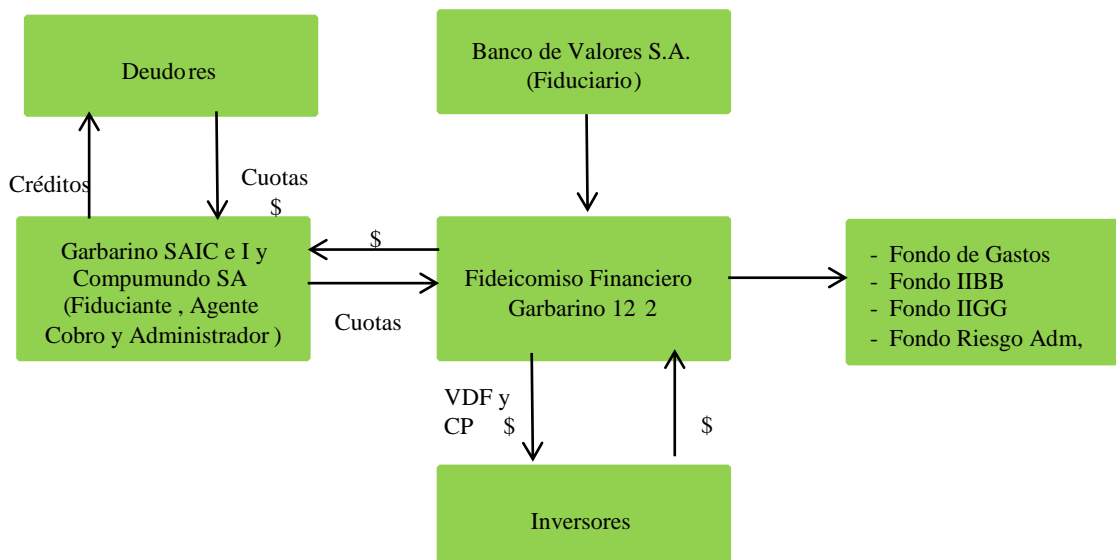 Deudores
Banco de Valores S.A.
(Fiduciario)
Créditos
Cuotas
$
Garbarino SAIC e I y
Compumundo SA
(Fiduciante , Agente
Cobro y Administrador )
$
Cuotas
Fideicomiso Financiero
Garbarino 12 2
- Fondo de Gastos
- Fondo IIBB
- Fondo IIGG
- Fondo Riesgo Adm,
VDF y
CP $
$
Inversores